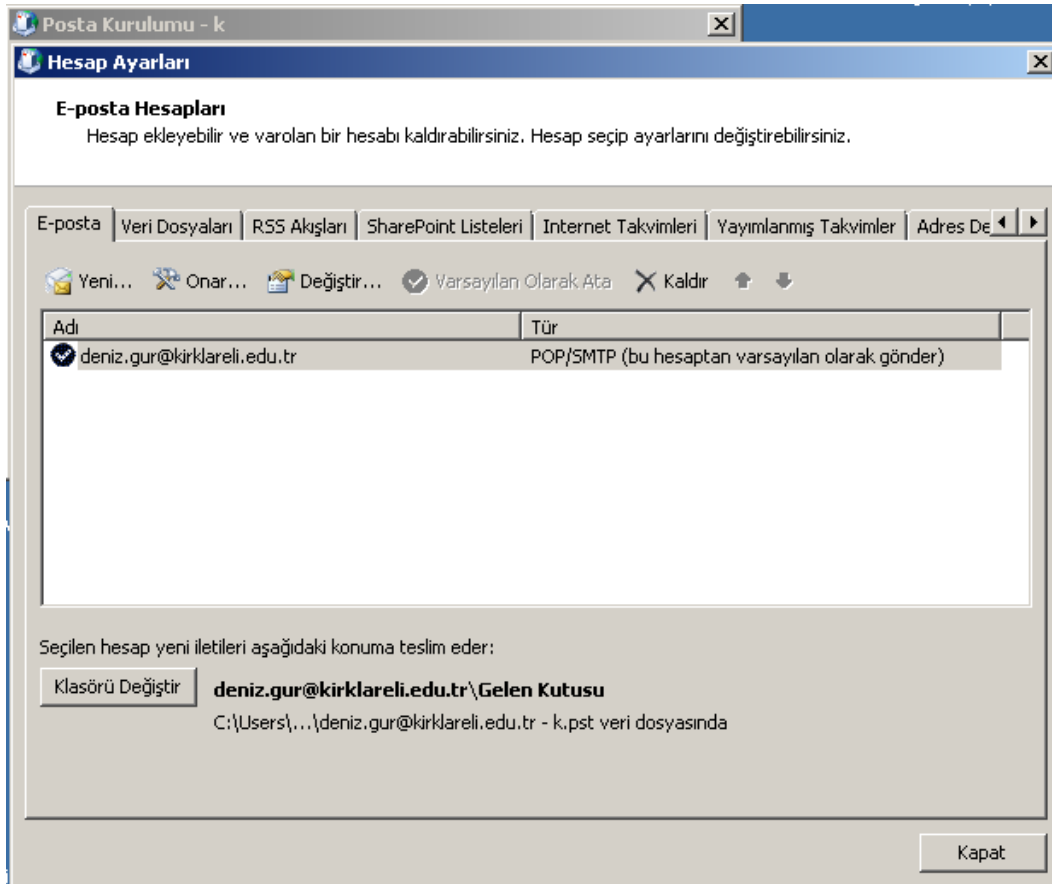 Posta Kurulumu - k
Hesap Ayarları
E-posta Hesapları
Hesap ekleyebilir ve varolan bir hesabı kaldırabilirsiniz. Hesap seçip ayarlarını değiştirebilirsiniz.
E-posta Veri Dosyaları RSS Akışları SharePoint Listeleri Internet Takvimleri Yayımlanmış Takvimler Adres De
Yeni... Onar... Değiştir... Varsayılan Olarak Ata Kaldır
Adı Tür
deniz.gur@kirklareli.edu.tr POP/SMTP (bu hesaptan varsayılan olarak gönder)
Seçilen hesap yeni iletileri aşağıdaki konuma teslim eder:
Klasörü Değiştir deniz.gur@kirklareli.edu.tr\Gelen Kutusu
C:\Users\...\deniz.gur@kirklareli.edu.tr - k.pst veri dosyasında
Kapat